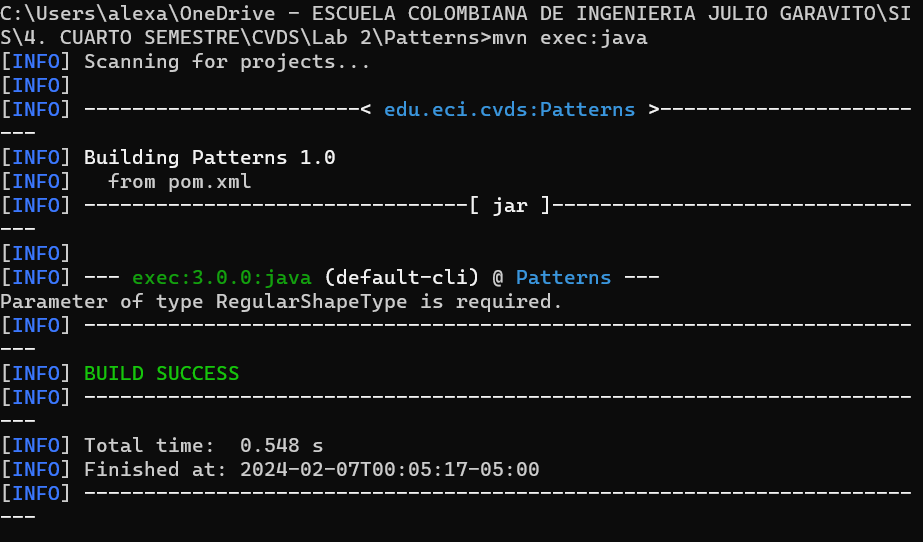 C:\Users\alexa\OneDrive - ESCUELA COLOMBIANA DE INGENIERIA JULIO GARAVITO\SI
S\4. CUARTO SEMESTRE\CVDS\Lab 2\Patterns>mvn exec:java
[INFO] Scanning for projects...
[INFO]
[INFO] -----------------------< edu.eci.cvds:Patterns >---------------------
---
[INFO] Building Patterns 1.0
[INFO]   from pom.xml
[INFO] --------------------------------[ jar ]------------------------------
---
[INFO]
[INFO] --- exec:3.0.0:java (default-cli) @ Patterns ---
Parameter of type RegularShapeType is required.
[INFO] ---------------------------------------------------------------------
---
[INFO] BUILD SUCCESS
[INFO] ---------------------------------------------------------------------
---
[INFO] Total time:  0.548 s
[INFO] Finished at: 2024-02-07T00:05:17-05:00
[INFO] ---------------------------------------------------------------------
---